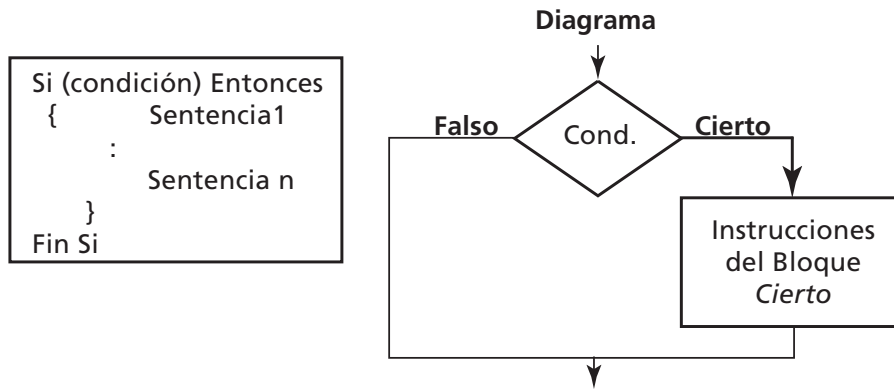 Si (condición) Entonces
{ Sentencia1
:
Sentencia n
}
Fin Si
Diagrama
Falso
Cond.
Cierto
Instrucciones
del Bloque
Cierto